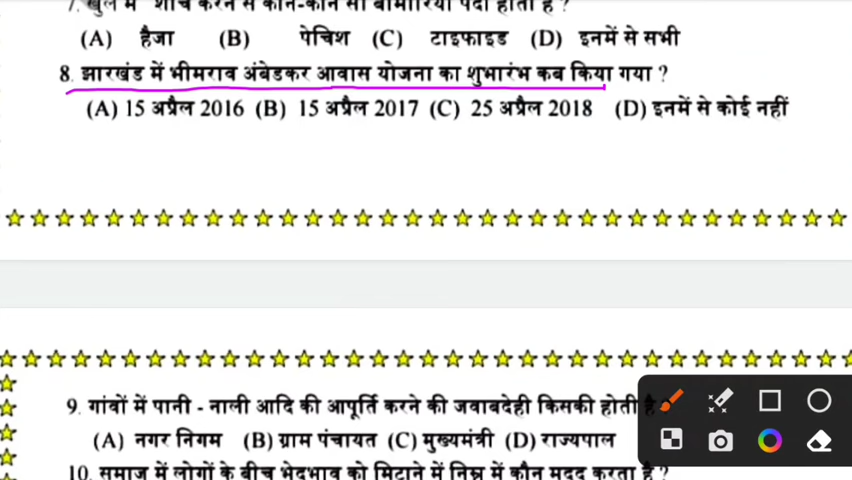 7. खुले में शौच करने से कौन-कौन सी बीमारियां पैदा होती है ?
(A) हैजा (B) पेचिश (C) टाइफाइड (D) इनमें से सभी
8. झारखंड में भीमराव अंबेडकर आवास योजना का शुभारंभ कब किया गया ?
(A) 15 अप्रैल 2016 (B) 15 अप्रैल 2017 (C) 25 अप्रैल 2018 (D) इनमें से कोई नहीं
9. गांवों में पानी - नाली आदि की आपूर्ति करने की जवाबदेही किसकी होती है ?
(A) नगर निगम (B) ग्राम पंचायत (C) मुख्यमंत्री (D) राज्यपाल
10. समाज में लोगों के बीच भेदभाव को मिटाने में निम्न में कौन मदद करता है ?